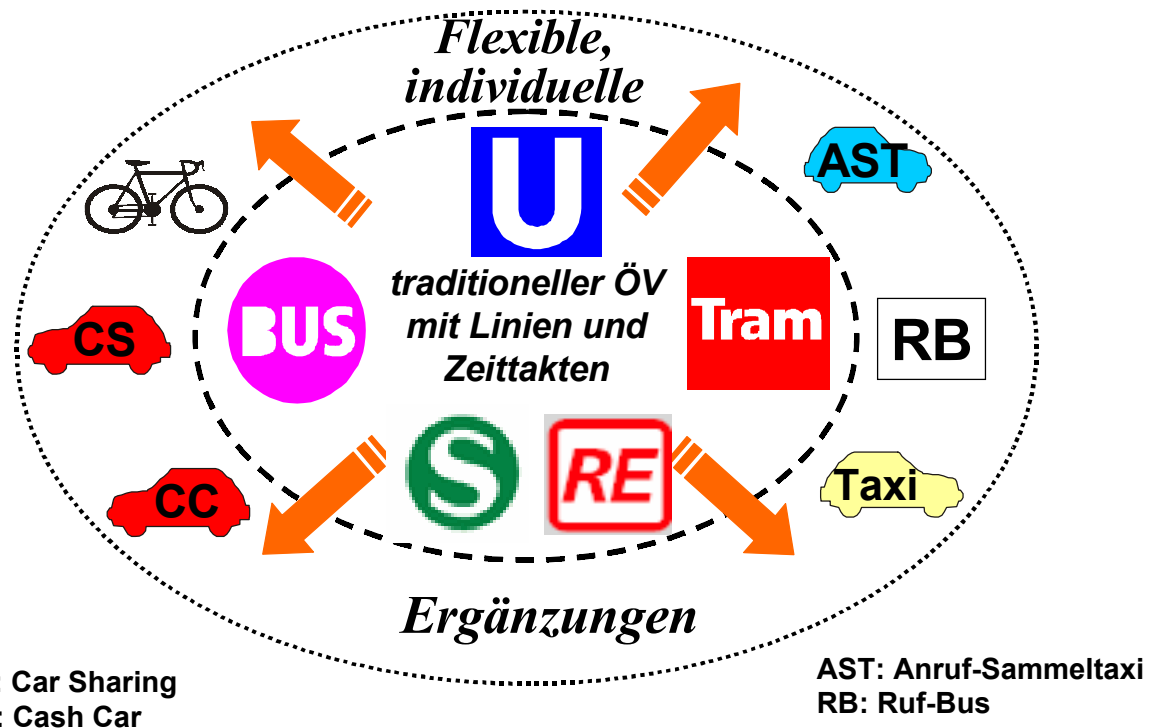 Flexible,
individuelle
U
AST
traditioneller ÖV
mit Linien und
Zeittakten
BUS
Tram
CS
RB
S
RE
CC
Taxi
Ergänzungen
: Car Sharing
: Cash Car
AST: Anruf-Sammeltaxi
RB: Ruf-Bus